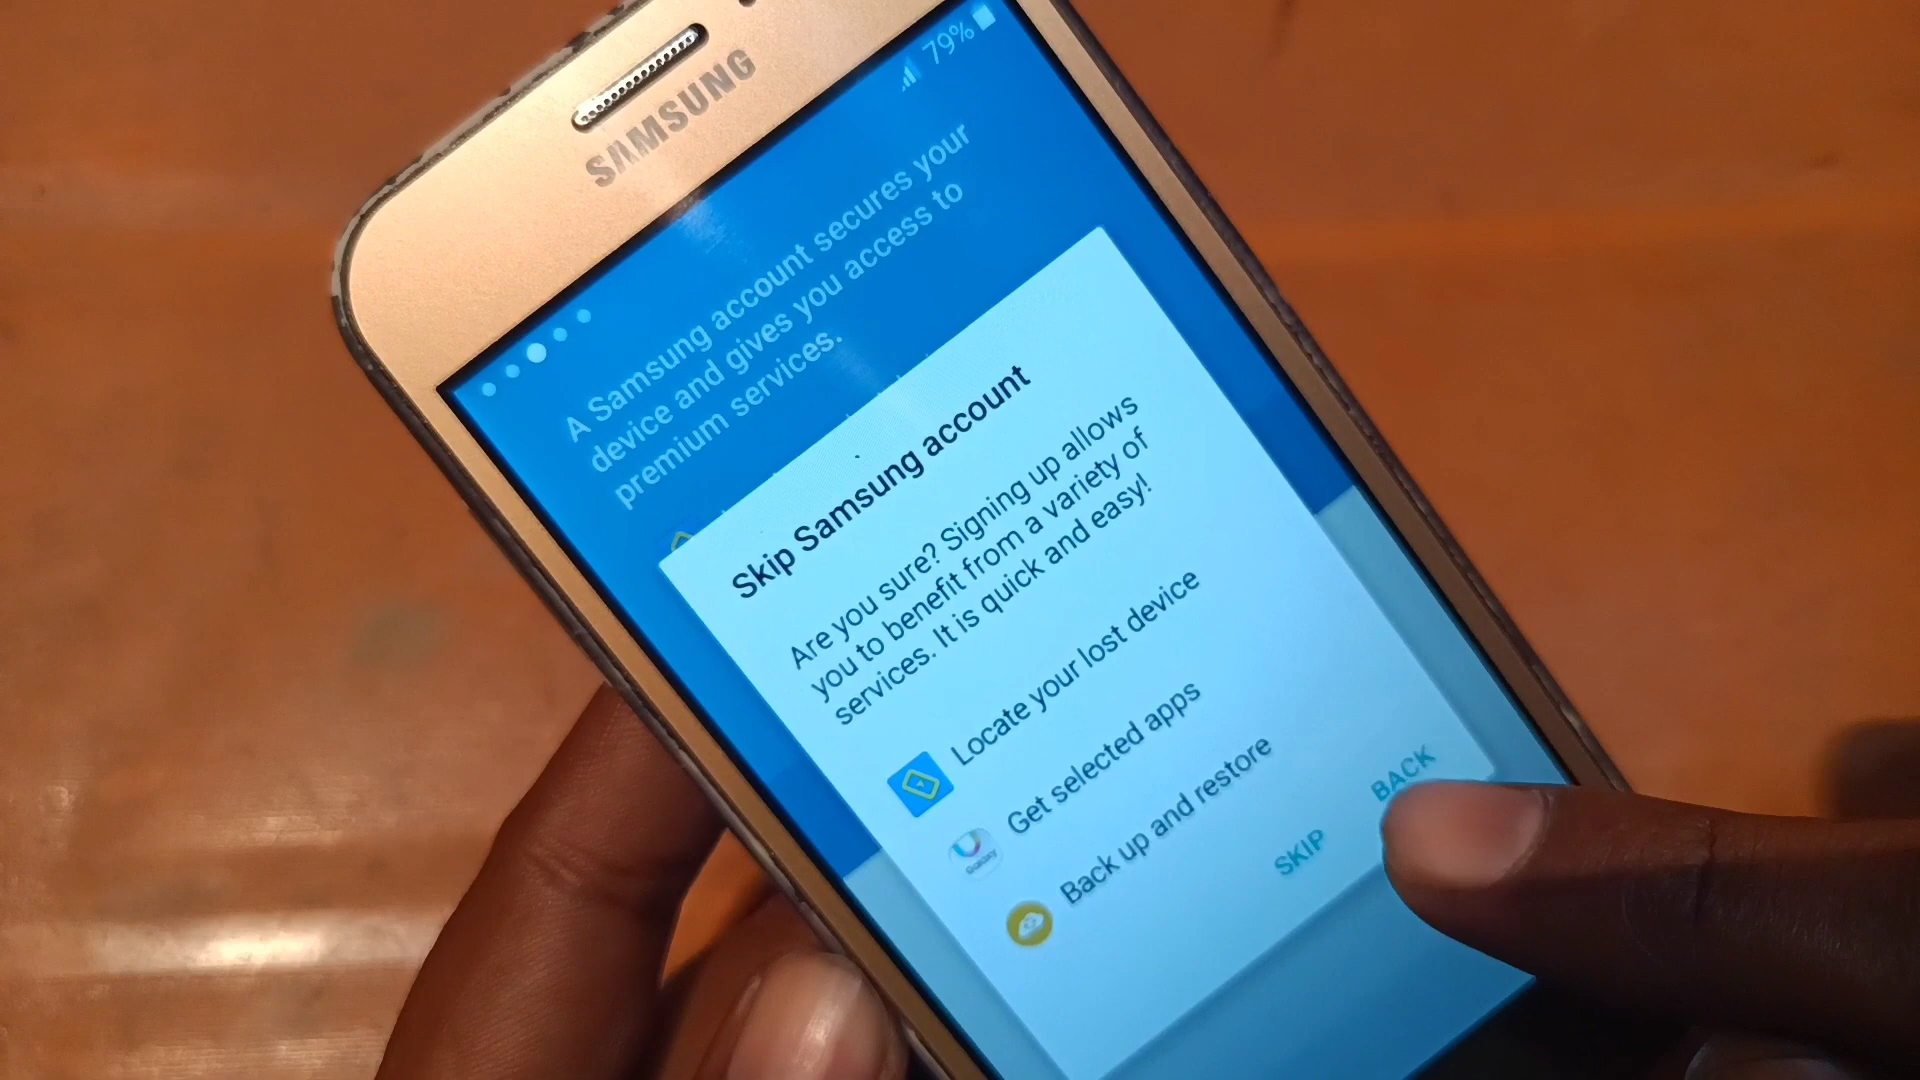 SAMSUNG
79%
A Samsung account secures your
device and gives you access to
premium services.
Skip Samsung account
Are you sure? Signing up allows
you to benefit from a variety of
services. It is quick and easy!
Locate your lost device
Get selected apps
Galaxy
Back up and restore
SKIP
BACK